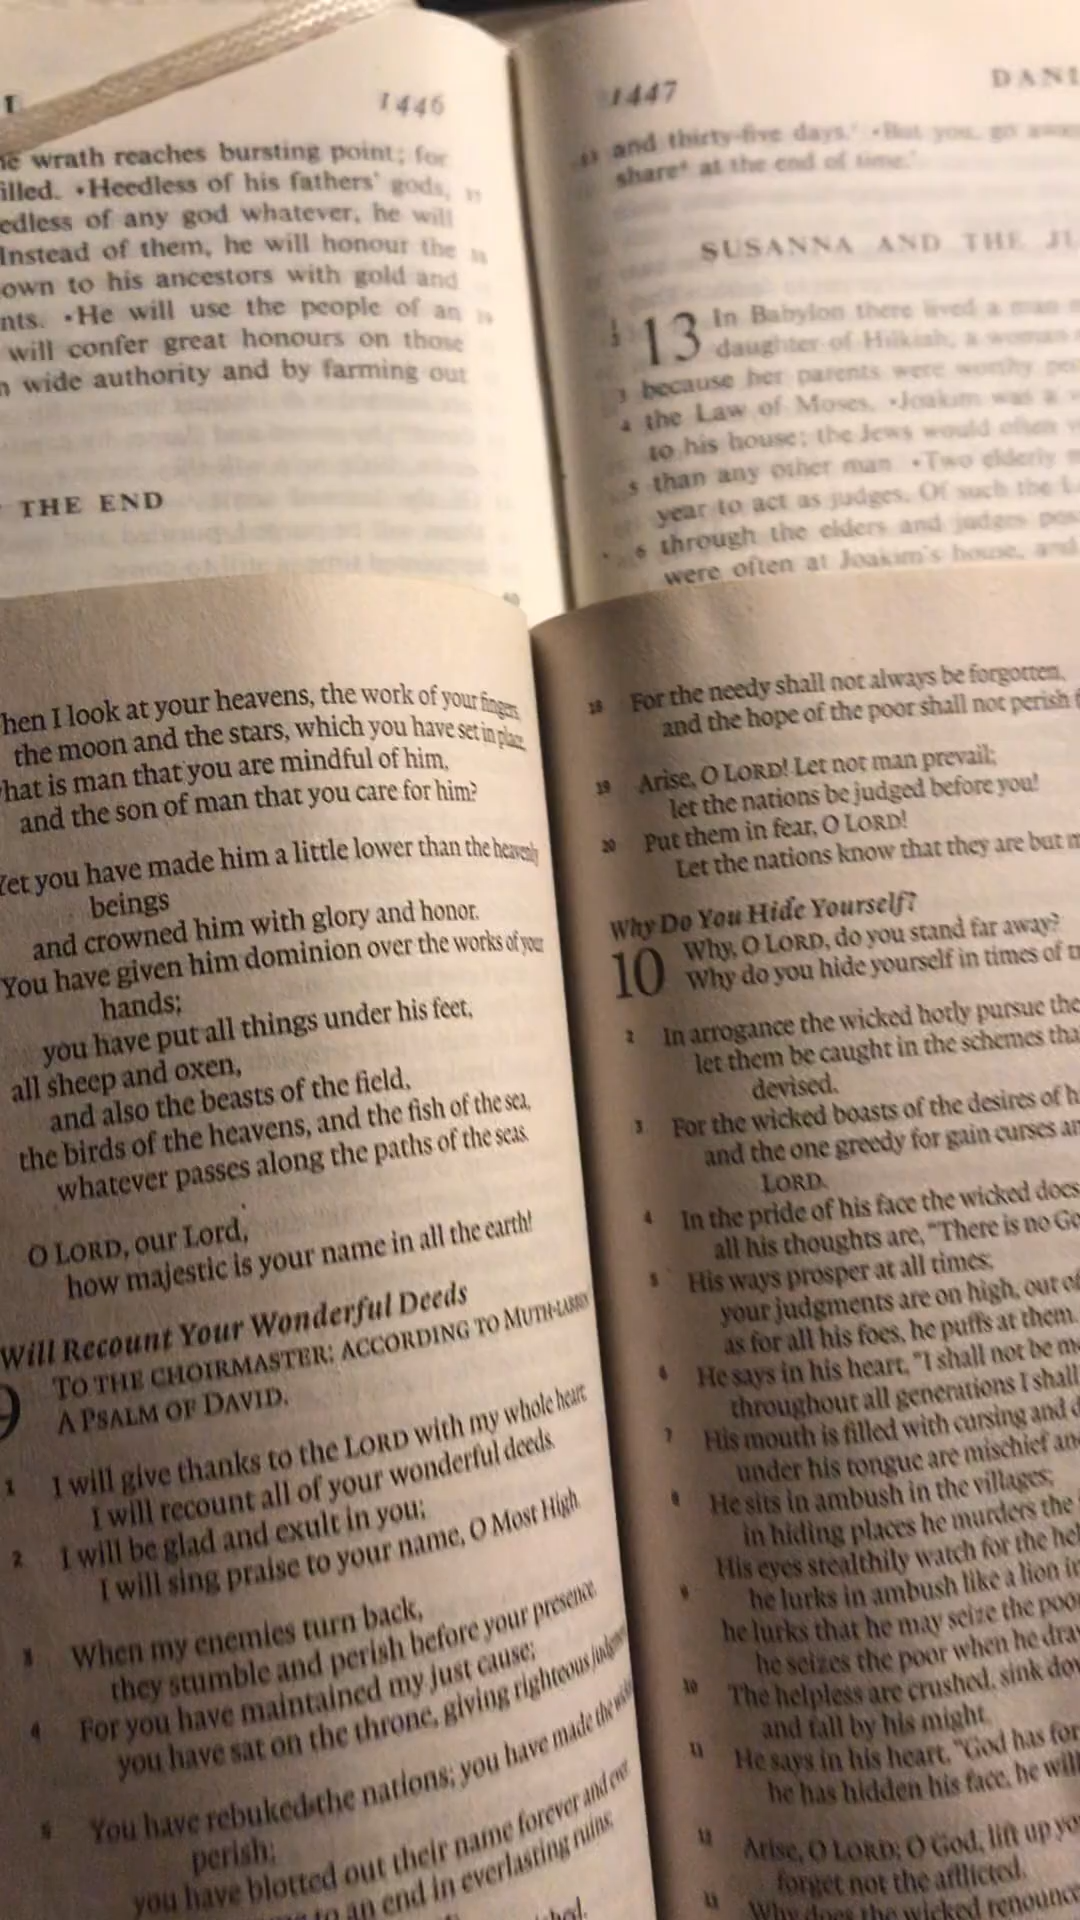 1446
wrath reaches bursting point; for
Heedless of his fathers' gods,
of any god whatever, he will
Instead of them, he will honour the
to his ancestors with gold and
He will use the people of an
will confer great honours on those
wide authority and by farming out
THE END
1447
and thirty-five days.' •But you, go
share* at the end of time.'
SUSANNA AND THE
13 In Babylon there lived a man
daughter of Hilkiah, a woman
3 because her parents were worthy
4 the Law of Moses. •Joakim was a
to his house; the Jews would often
5 than any other man. •Two elderly
year to act as judges. Of such the
6 through the elders and judges
were often at Joakim's house, and
I look at your heavens, the work of your fingers,
the moon and the stars, which you have set in place,
is man that you are mindful of him,
and the son of man that you care for him?
Yet you have made him a little lower than the heavenly
beings
and crowned him with glory and honor.
You have given him dominion over the works of your
hands;
you have put all things under his feet,
all sheep and oxen,
and also the beasts of the field,
the birds of the heavens, and the fish of the sea,
whatever passes along the paths of the seas.
O LORD, our Lord,
how majestic is your name in all the earth!
Will Recount Your Wonderful Deeds
9 TO THE CHOIRMASTER: ACCORDING TO MUTH-LABBEN.
A PSALM OF DAVID.
1 I will give thanks to the LORD with my whole heart;
I will recount all of your wonderful deeds.
2 I will be glad and exult in you;
I will sing praise to your name, O Most High.
3 When my enemies turn back,
they stumble and perish before your presence.
4 For you have maintained my just cause;
you have sat on the throne, giving righteous judgment.
5 You have rebuked the nations; you have made the wicked
perish;
you have blotted out their name forever and ever.
to an end in everlasting ruins;
18 For the needy shall not always be forgotten,
and the hope of the poor shall not perish
19 Arise, O LORD! Let not man prevail;
let the nations be judged before you!
20 Put them in fear, O LORD!
Let the nations know that they are but
Why Do You Hide Yourself?
10 Why, O LORD, do you stand far away?
Why do you hide yourself in times of
2 In arrogance the wicked hotly pursue the
let them be caught in the schemes
devised.
3 For the wicked boasts of the desires of
and the one greedy for gain curses
LORD.
4 In the pride of his face the wicked does
all his thoughts are, "There is no
5 His ways prosper at all times;
your judgments are on high, out of
as for all his foes, he puffs at them.
6 He says in his heart, "I shall not be
throughout all generations I shall
7 His mouth is filled with cursing and
under his tongue are mischief
8 He sits in ambush in the villages;
in hiding places he murders the
His eyes stealthily watch for the
9 he lurks in ambush like a lion
he lurks that he may seize the poor
he seizes the poor when he
10 The helpless are crushed, sink
and fall by his might.
11 He says in his heart, "God has
he has hidden his face, he will
12 Arise, O LORD; O God, lift up
forget not the afflicted.
13 Why does the wicked